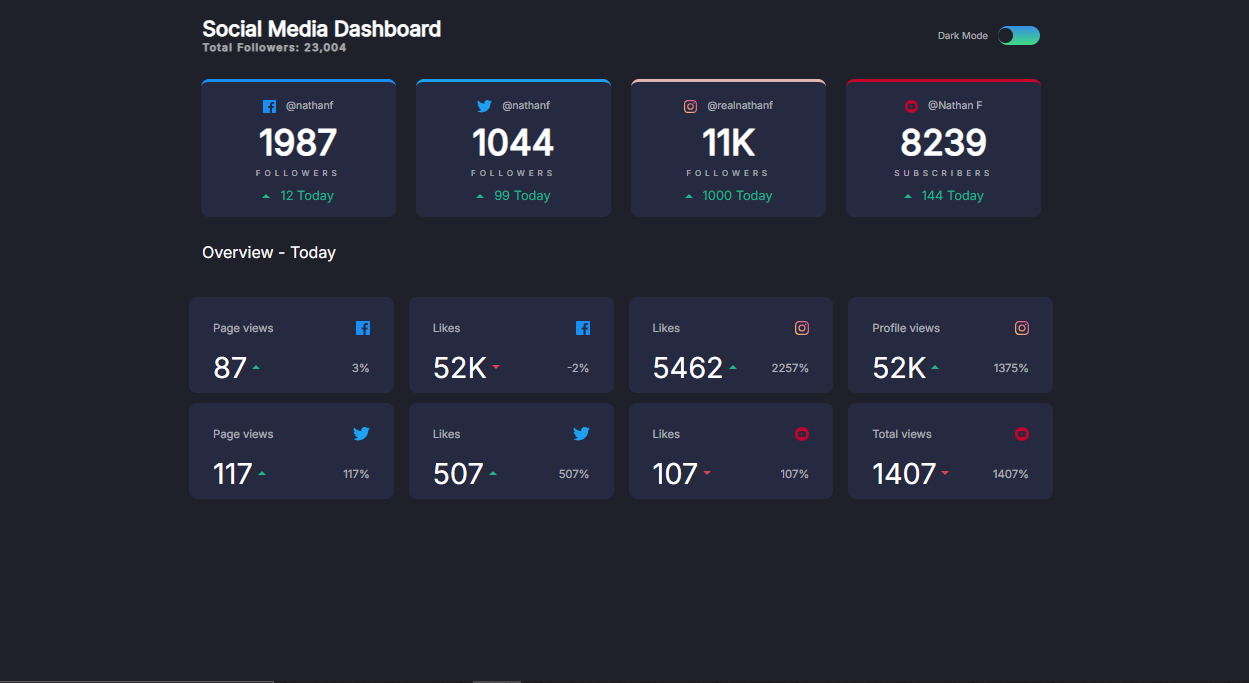 Social Media Dashboard
Total Followers: 23,004
Dark Mode
@nathanf
1987
FOLLOWERS
12 Today
@nathanf
1044
FOLLOWERS
99 Today
@realnathanf
11K
FOLLOWERS
1000 Today
@Nathan F
8239
SUBSCRIBERS
144 Today
Overview - Today
Page views
87
3%
Likes
52K
-2%
Likes
5462
2257%
Profile views
52K
1375%
Page views
117
117%
Likes
507
507%
Likes
107
107%
Total views
1407
1407%